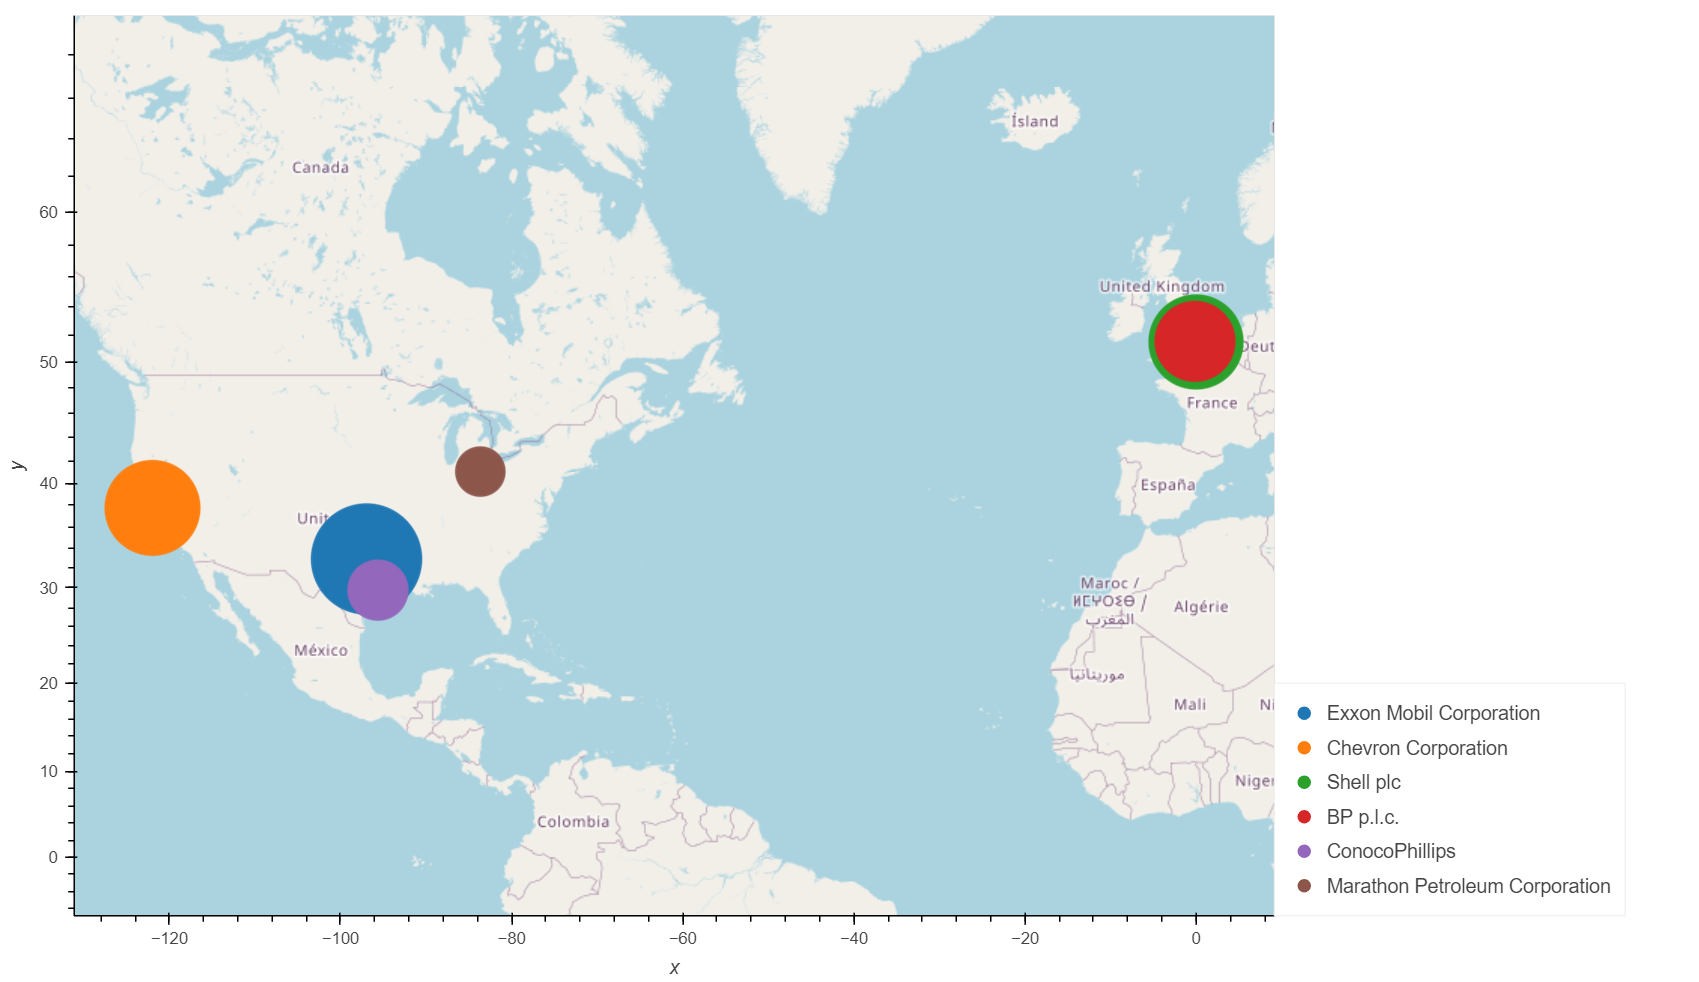 Ísland
Canada
60
United Kingdom
50
Deut
France
40
España
Unit
y
Maroc /
ⵍⵎⵖⵔⵉⴱ /
المغرب
30
Algérie
México
موريتانيا
20
Mali
Ni
Exxon Mobil Corporation
Chevron Corporation
10
Niger
Shell plc
BP p.l.c.
Colombia
0
ConocoPhillips
Marathon Petroleum Corporation
−120
−100
−80
−60
−40
−20
0
x